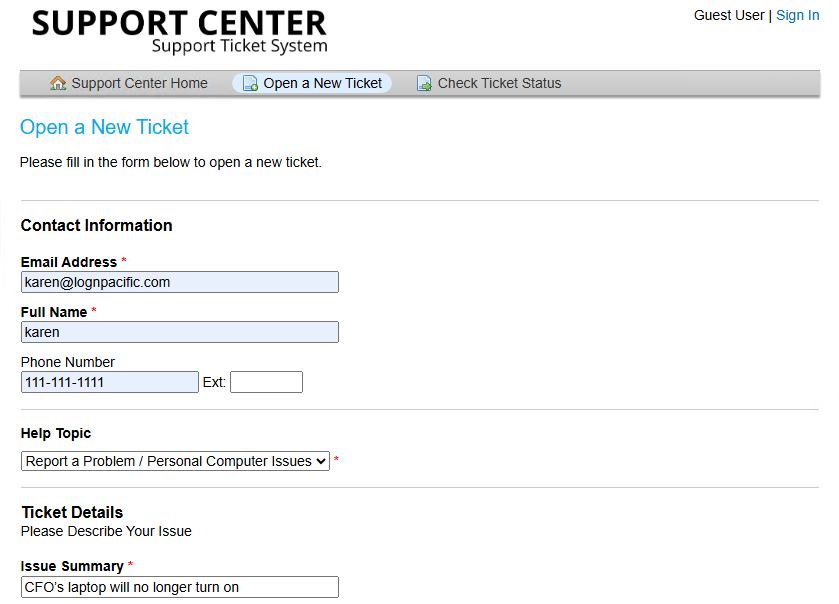 SUPPORT CENTER
Support Ticket System
Guest User | Sign In
Support Center Home Open a New Ticket Check Ticket Status
Open a New Ticket
Please fill in the form below to open a new ticket.
Contact Information
Email Address *
karen@lognpacific.com
Full Name *
karen
Phone Number
111-111-1111 Ext:
Help Topic
Report a Problem / Personal Computer Issues *
Ticket Details
Please Describe Your Issue
Issue Summary *
CFO's laptop will no longer turn on